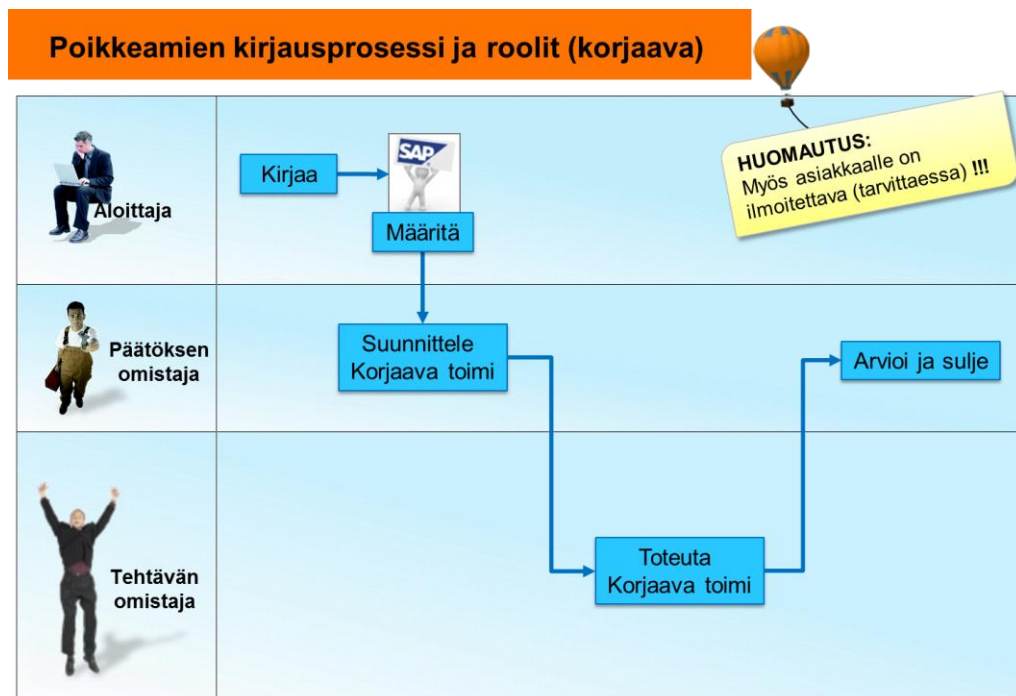 Poikkeamien kirjausprosessi ja roolit (korjaava)
HUOMAUTUS:
Myös asiakkaalle on
ilmoitettava (tarvittaessa) !!!
Aloittaja
Kirjaa
SAP
Määritä
Päätöksen
omistaja
Suunnittele
Korjaava toimi
Arvioi ja sulje
Tehtävän
omistaja
Toteuta
Korjaava toimi